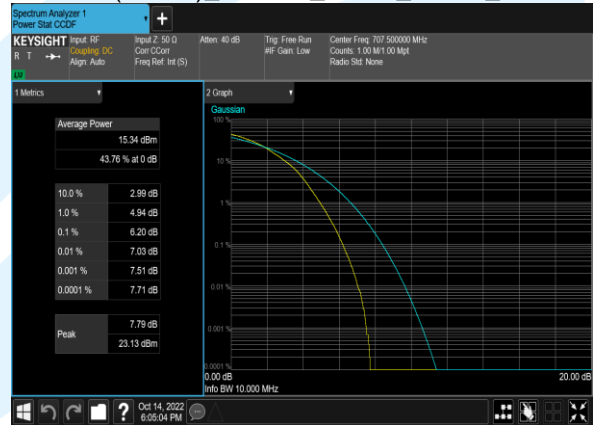 Spectrum Analyzer 1
Power Stat CCDF
+
KEYSIGHT
R T
LXI
Input: RF
Coupling: DC
Align: Auto
Input Z: 50 Ω
Corr CCorr
Freq Ref: Int (S)
Atten: 40 dB
Trig: Free Run
#IF Gain: Low
Center Freq: 707.500000 MHz
Counts: 1.00 M/1.00 Mpt
Radio Std: None
1 Metrics
Average Power
15.34 dBm
43.76 % at 0 dB
10.0 % 2.99 dB
1.0 % 4.94 dB
0.1 % 6.20 dB
0.01 % 7.03 dB
0.001 % 7.51 dB
0.0001 % 7.71 dB
Peak
7.79 dB
23.13 dBm
2 Graph
Gaussian
100 %
10 %
1 %
0.1 %
0.01 %
0.001 %
0.0001 %
0.00 dB 20.00 dB
Info BW 10.000 MHz
?
Oct 14, 2022
6:05:04 PM